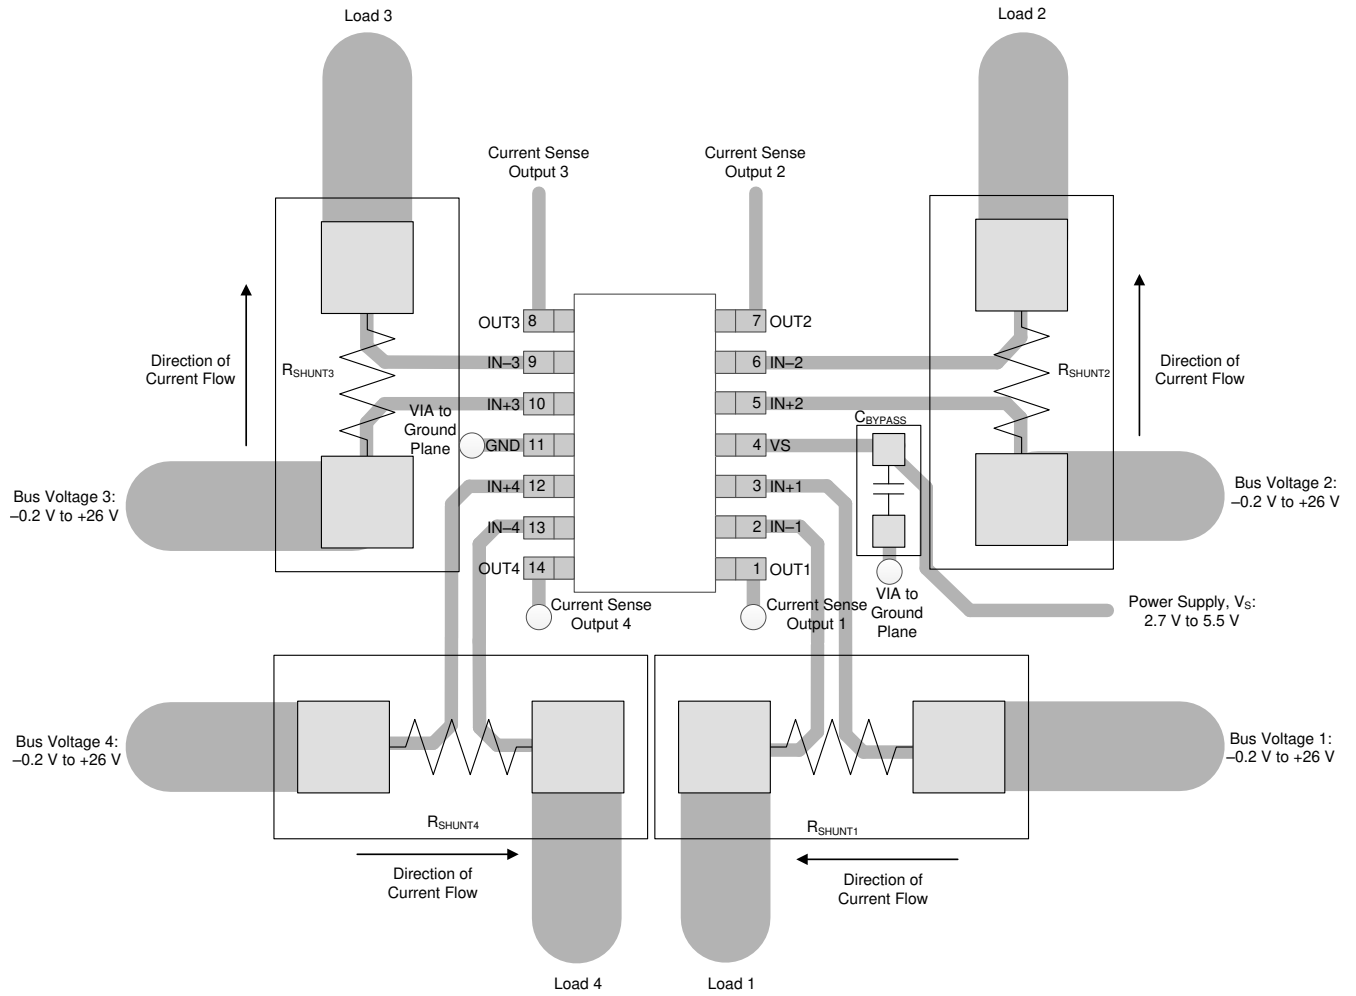 Load 3
Load 2
Current Sense
Output 3
Current Sense
Output 2
OUT3 8
7 OUT2
IN–3 9
6 IN–2
IN+3 10
5 IN+2
GND 11
4 VS
IN+4 12
3 IN+1
IN–4 13
2 IN–1
OUT4 14
1 OUT1
Direction of
Current Flow
RSHUNT3
VIA to
Ground
Plane
CBYPASS
RSHUNT2
Direction of
Current Flow
Bus Voltage 3:
–0.2 V to +26 V
Bus Voltage 2:
–0.2 V to +26 V
Current Sense
Output 4
Current Sense
Output 1
VIA to
Ground
Plane
Power Supply, VS:
2.7 V to 5.5 V
Bus Voltage 4:
–0.2 V to +26 V
Bus Voltage 1:
–0.2 V to +26 V
RSHUNT4
RSHUNT1
Direction of
Current Flow
Direction of
Current Flow
Load 4
Load 1